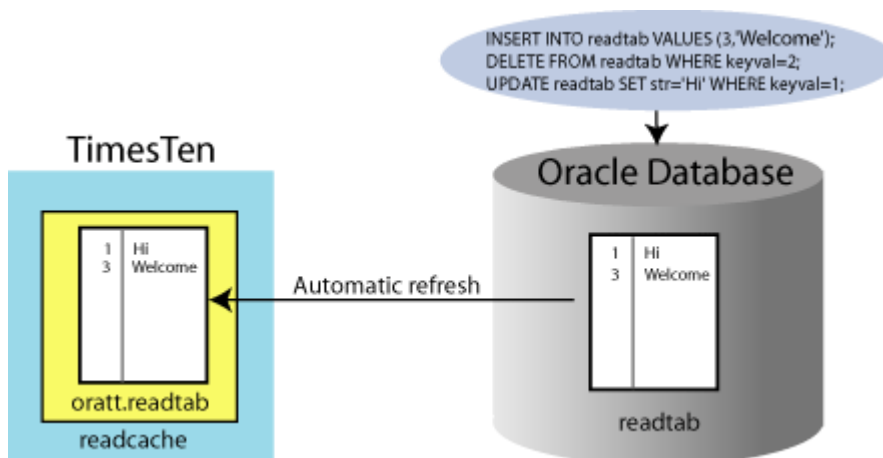 INSERT INTO readtab VALUES (3,'Welcome');
DELETE FROM readtab WHERE keyval=2;
UPDATE readtab SET str='Hi' WHERE keyval=1;
TimesTen
Oracle Database
1 Hi
3 Welcome
Automatic refresh
1 Hi
3 Welcome
oratt.readtab
readcache
readtab